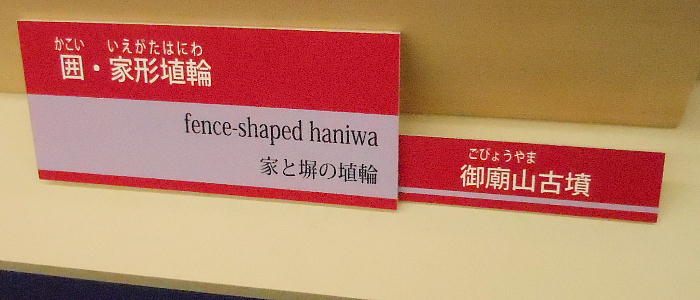 かこい いえがたはにわ
囲・家形埴輪
fence-shaped haniwa
家と塀の埴輪
ごびょうやま
御廟山古墳